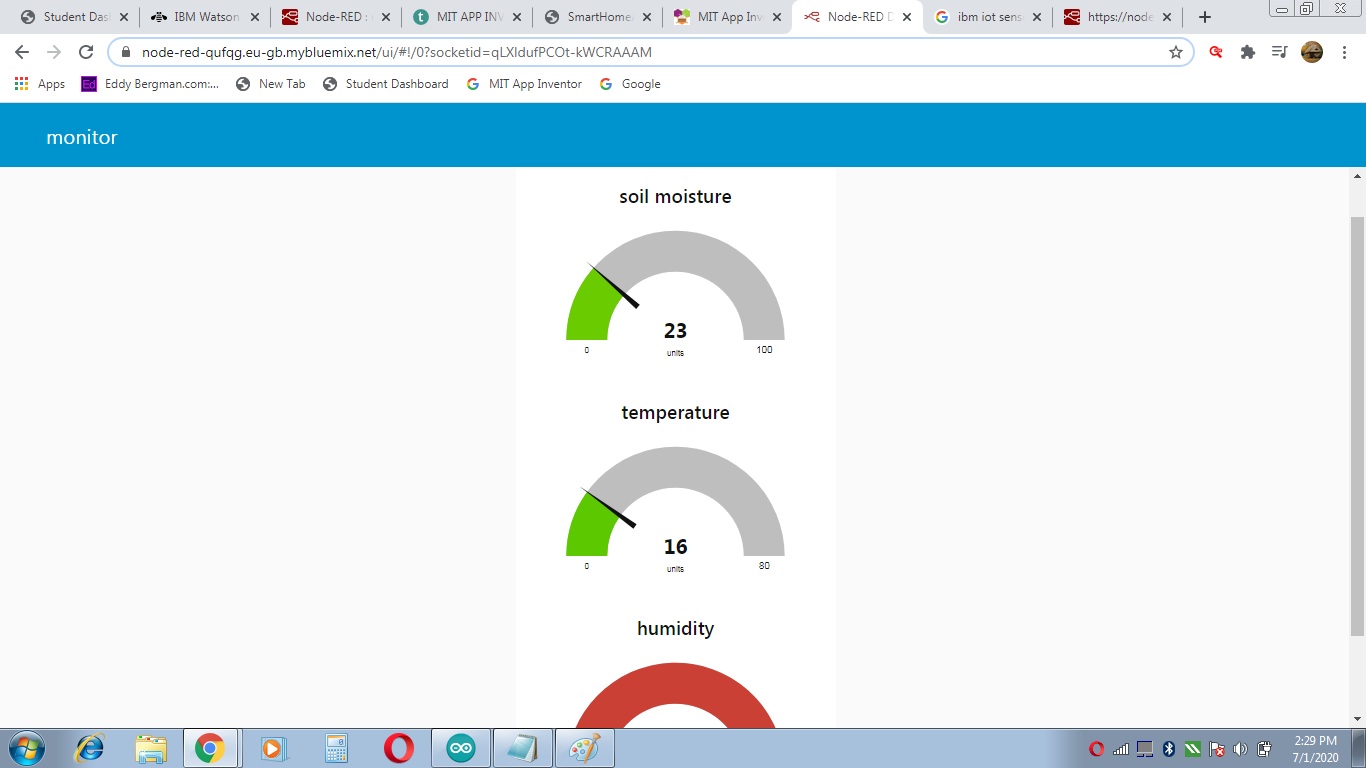 Student Das
IBM Watson
Node-RED :
MIT APP INV
SmartHome
MIT App Inv
Node-RED D
ibm iot sens
https://node
node-red-qufqg.eu-gb.mybluemix.net/ui/#!/0?socketid=qLXIdufPCOt-kWCRAAAM
Apps
Ed
Eddy Bergman.com:...
New Tab
Student Dashboard
MIT App Inventor
Google
monitor
soil moisture
23
units
0
100
temperature
16
units
0
80
humidity
2:29 PM
7/1/2020